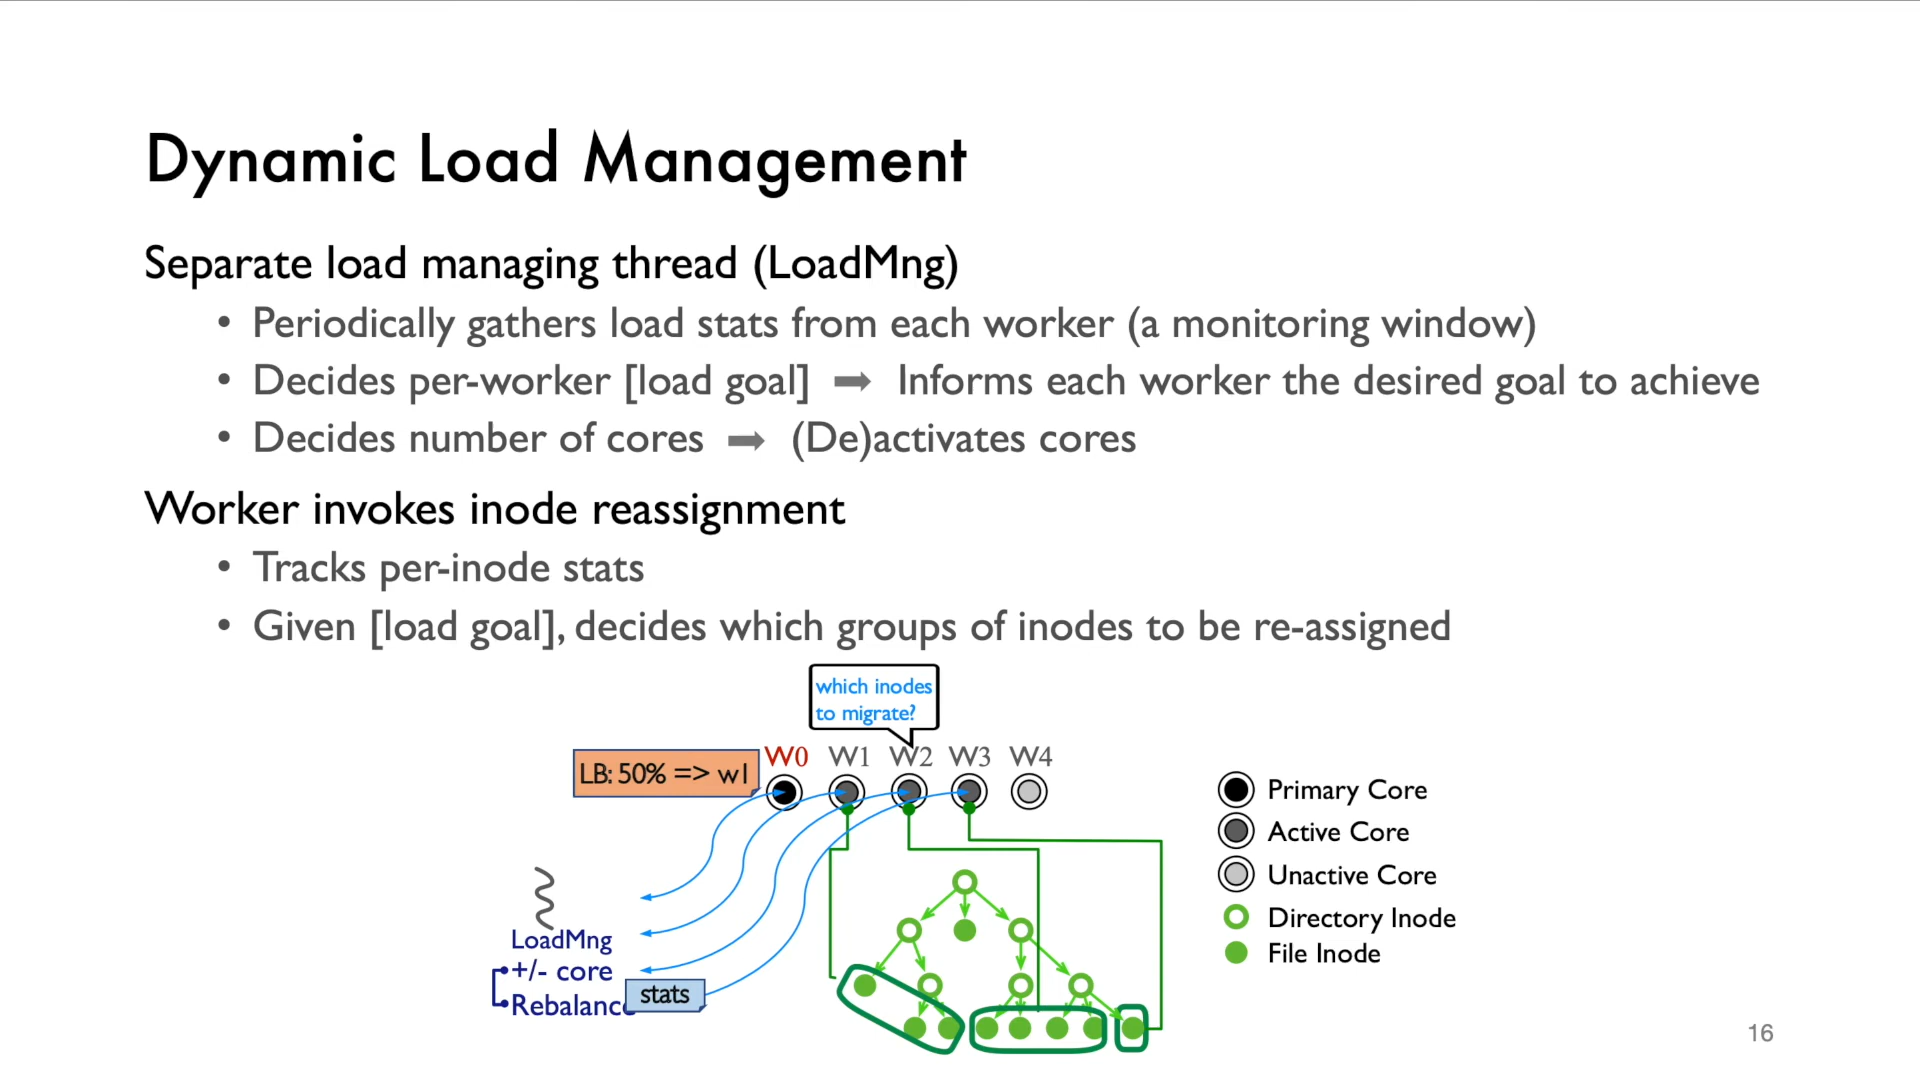 Dynamic Load Management
Separate load managing thread (LoadMng)
• Periodically gathers load stats from each worker (a monitoring window)
• Decides per-worker [load goal] ➡ Informs each worker the desired goal to achieve
• Decides number of cores ➡ (De)activates cores
Worker invokes inode reassignment
• Tracks per-inode stats
• Given [load goal], decides which groups of inodes to be re-assigned
which inodes
to migrate?
LB: 50% => w1
W0 W1 W2 W3 W4
LoadMng
+/- core
Rebalance
stats
Primary Core
Active Core
Unactive Core
Directory Inode
File Inode
16